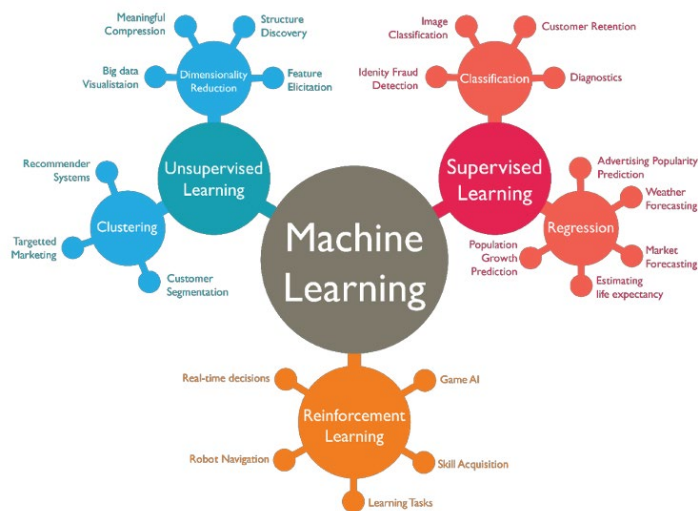 Meaningful
Compression
Structure
Discovery
Big data
Visualistaion
Dimensionality
Reduction
Feature
Elicitation
Unsupervised
Learning
Recommender
Systems
Clustering
Targetted
Marketing
Customer
Segmentation
Machine
Learning
Image
Classification
Customer Retention
Idenity Fraud
Detection
Classification
Diagnostics
Supervised
Learning
Advertising Popularity
Prediction
Weather
Forecasting
Regression
Population
Growth
Prediction
Market
Forecasting
Estimating
life expectancy
Real-time decisions
Game AI
Reinforcement
Learning
Robot Navigation
Skill Acquisition
Learning Tasks